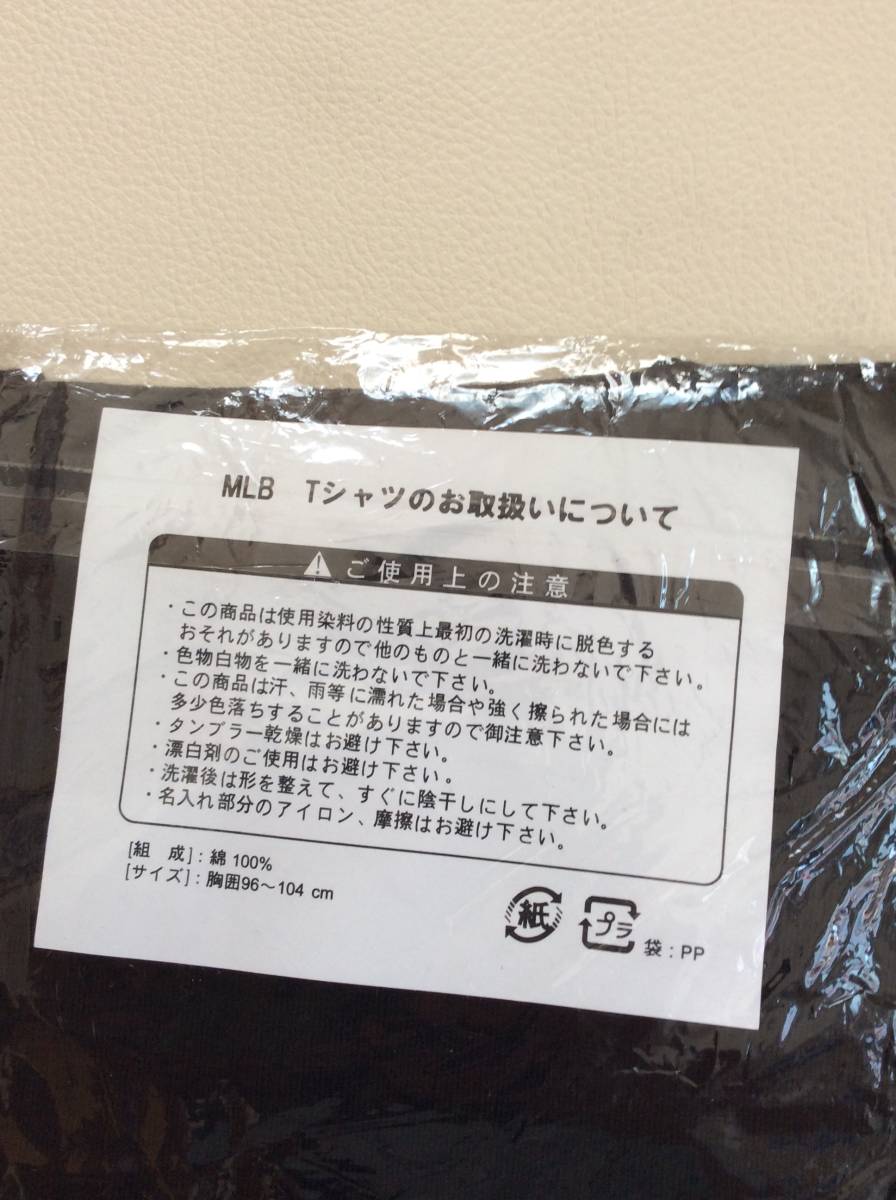 MLB Tシャツのお取扱いについて
ご使用上の注意
・この商品は使用染料の性質上最初の洗濯時に脱色する
おそれがありますので他のものと一緒に洗わないで下さい。
・色物白物を一緒に洗わないで下さい。
・この商品は汗、雨等に濡れた場合や強く擦られた場合には
多少色落ちすることがありますので御注意下さい。
・タンブラー乾燥はお避け下さい。
・漂白剤のご使用はお避け下さい。
・洗濯後は形を整えて、すぐに陰干しにして下さい。
・名入れ部分のアイロン、摩擦はお避け下さい。
[組 成]：綿 100%
[サイズ]：胸囲96～104 cm
紙 プラ 袋：PP